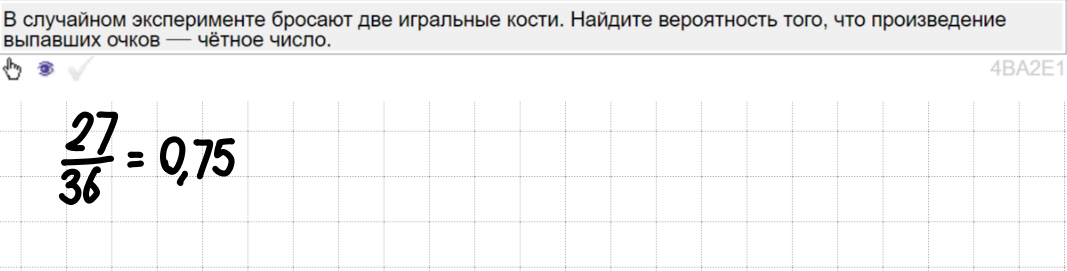 В случайном эксперименте бросают две игральные кости. Найдите вероятность того, что произведение
выпавших очков — чётное число.
4BA2E1
27/36 = 0,75